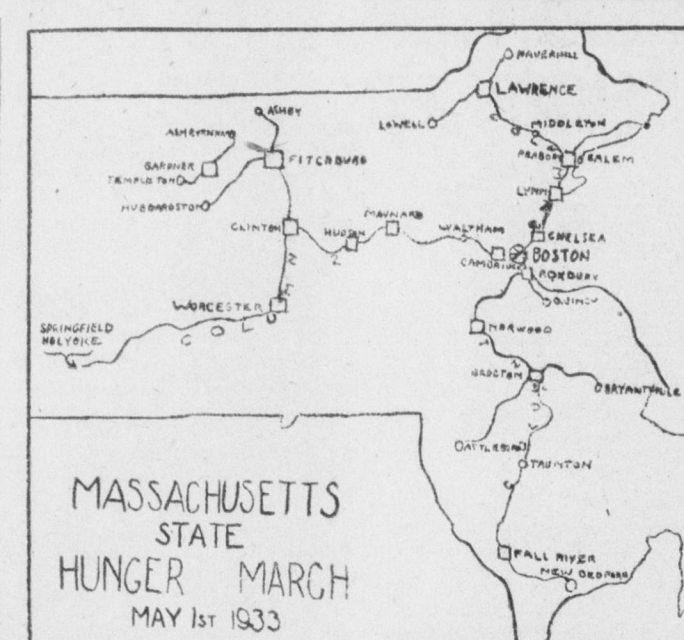 HAVERHILL
LAWRENCE
ASHBY
LOWELL
MIDDLETON
ASHBURNHAM
GARDNER
FITCHBURG
PEABODY
SALEM
TEMPLETON
LYNN
HUBBARDSTON
MAYNARD
CLINTON
HUDSON
WALTHAM
CHELSEA
CAMBRIDGE
BOSTON
ROXBURY
QUINCY
WORCESTER
COLUMN 2
NORWOOD
SPRINGFIELD
HOLYOKE
BROCTON
BRYANTVILLE
ATTLEBORO
TAUNTON
MASSACHUSETTS
STATE
HUNGER MARCH
MAY 1ST 1933
FALL RIVER
NEW BEDFORD